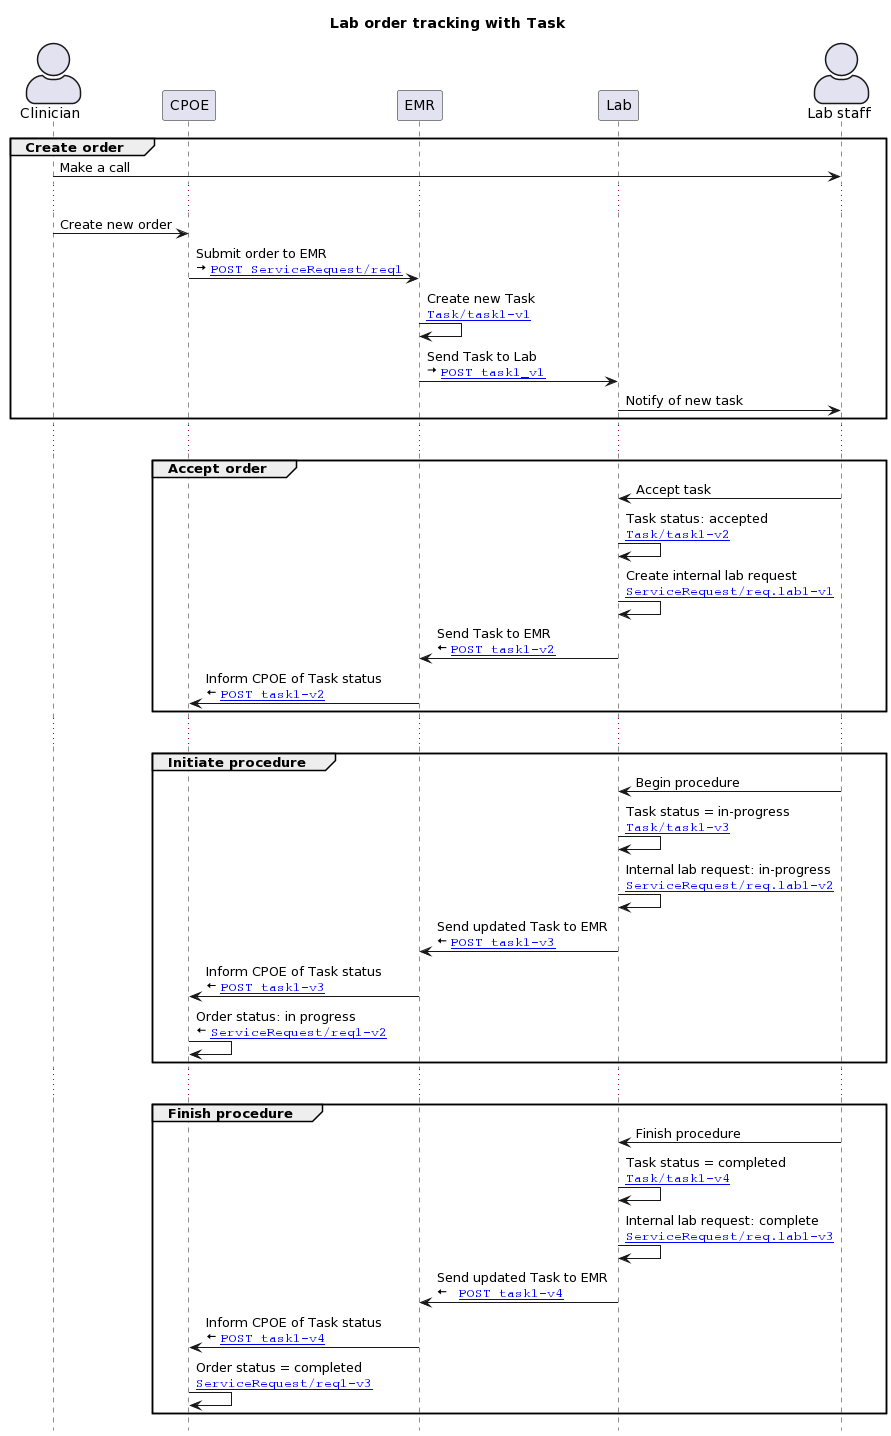 Lab order tracking with Task
Clinician
CPOE
EMR
Lab
Lab staff
Create order
Make a call
Create new order
Submit order to EMR
→ POST ServiceRequest/req1
Create new Task
Task/task1-v1
Send Task to Lab
→ POST task1_v1
Notify of new task
Accept order
Accept task
Task status: accepted
Task/task1-v2
Create internal lab request
ServiceRequest/req.lab1-v1
Send Task to EMR
← POST task1-v2
Inform CPOE of Task status
← POST task1-v2
Initiate procedure
Begin procedure
Task status = in-progress
Task/task1-v3
Internal lab request: in-progress
ServiceRequest/req.lab1-v2
Send updated Task to EMR
← POST task1-v3
Inform CPOE of Task status
← POST task1-v3
Order status: in progress
← ServiceRequest/req1-v2
Finish procedure
Finish procedure
Task status = completed
Task/task1-v4
Internal lab request: complete
ServiceRequest/req.lab1-v3
Send updated Task to EMR
← POST task1-v4
Inform CPOE of Task status
← POST task1-v4
Order status = completed
ServiceRequest/req1-v3